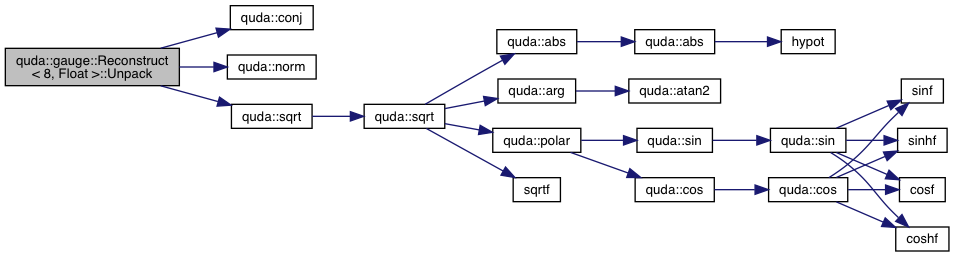 quda::gauge::Reconstruct
< 8, Float >::Unpack
quda::conj
quda::norm
quda::sqrt
quda::sqrt
quda::abs
quda::abs
hypot
quda::arg
quda::atan2
quda::polar
quda::sin
quda::sin
quda::cos
quda::cos
sqrtf
sinf
sinhf
cosf
coshf